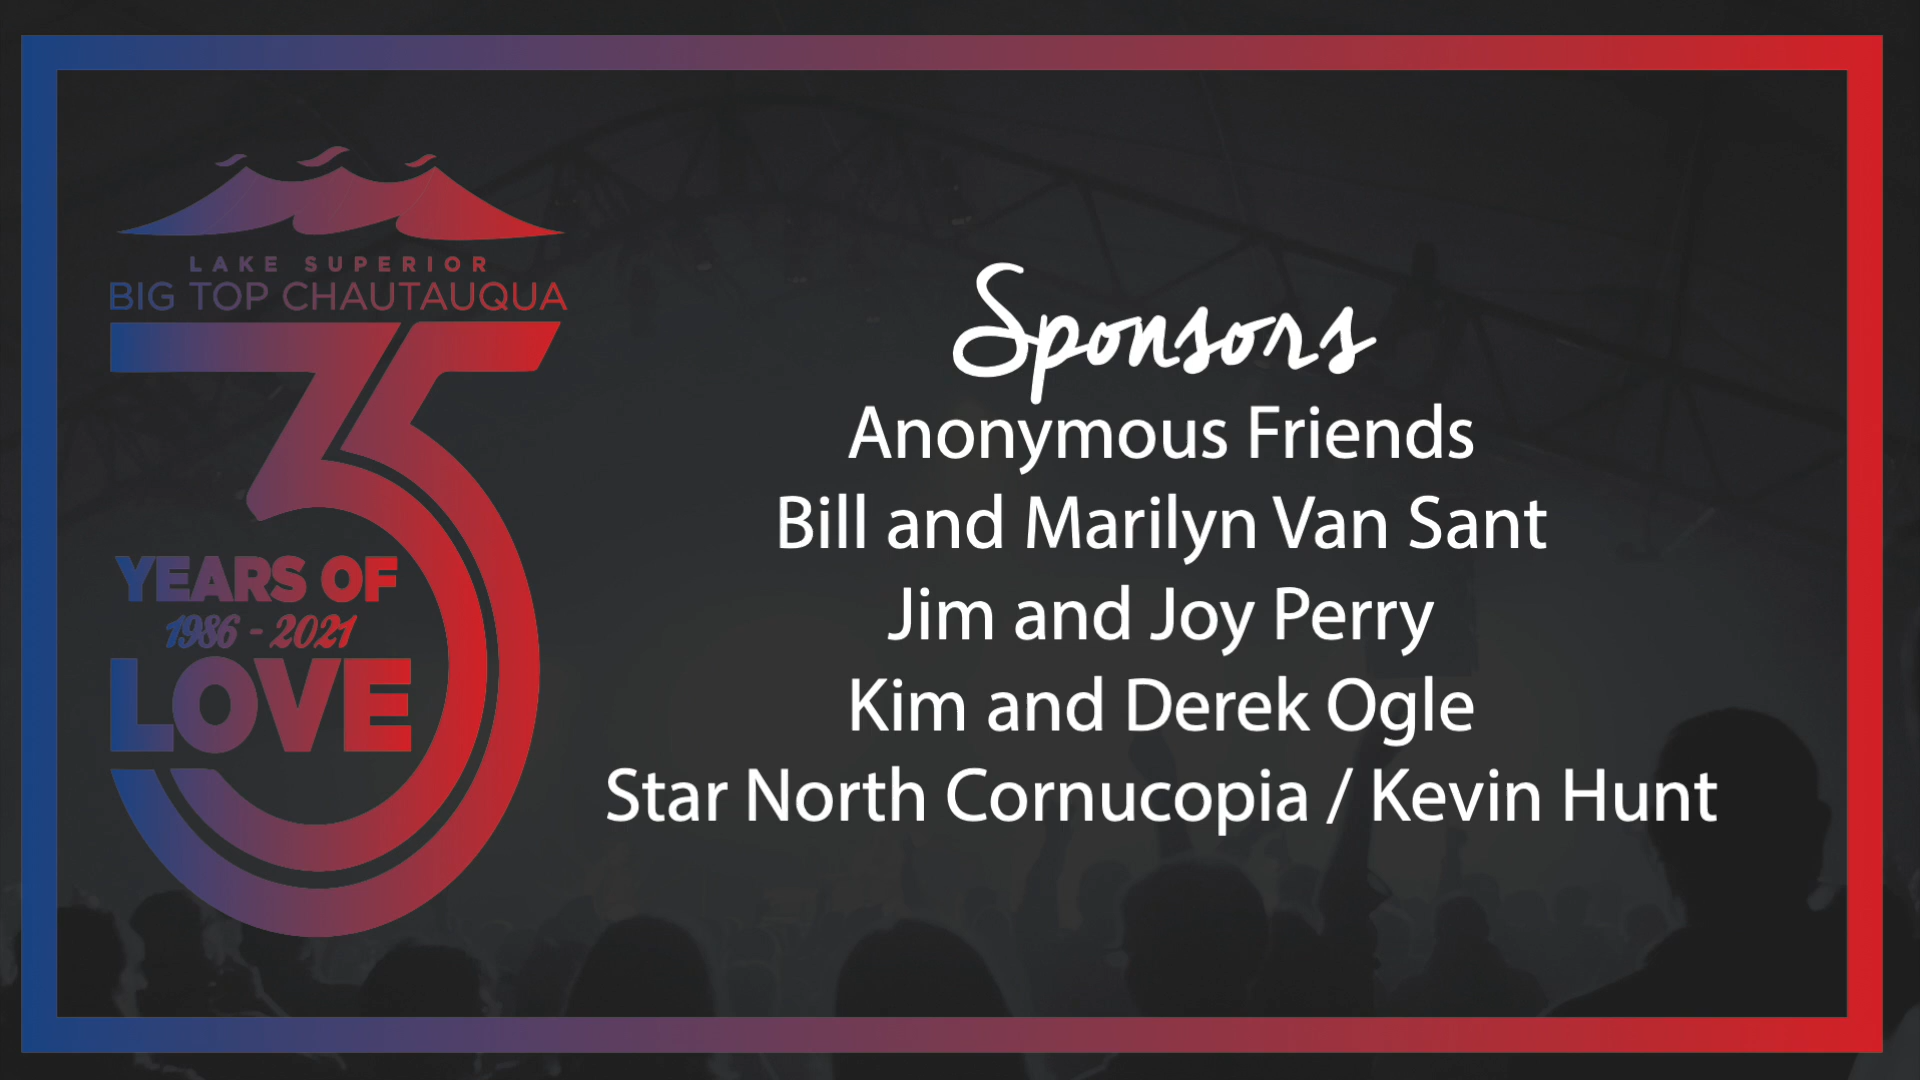 LAKE SUPERIOR
BIG TOP CHAUTAUQUA
35
YEARS OF
1986 - 2021
LOVE
Sponsors
Anonymous Friends
Bill and Marilyn Van Sant
Jim and Joy Perry
Kim and Derek Ogle
Star North Cornucopia / Kevin Hunt